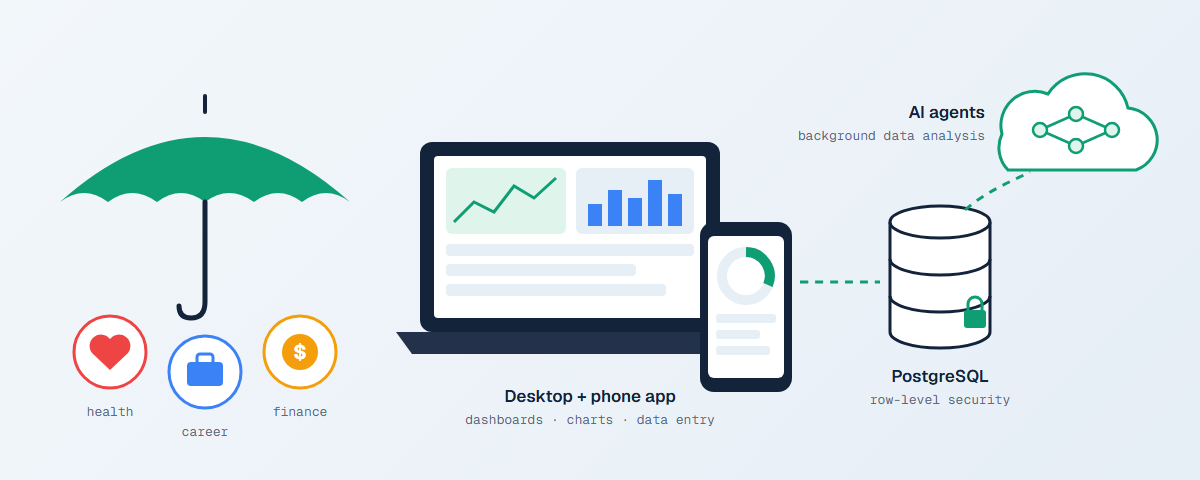 $
health
career
finance
Desktop + phone app
dashboards · charts · data entry
AI agents
background data analysis
PostgreSQL
row-level security